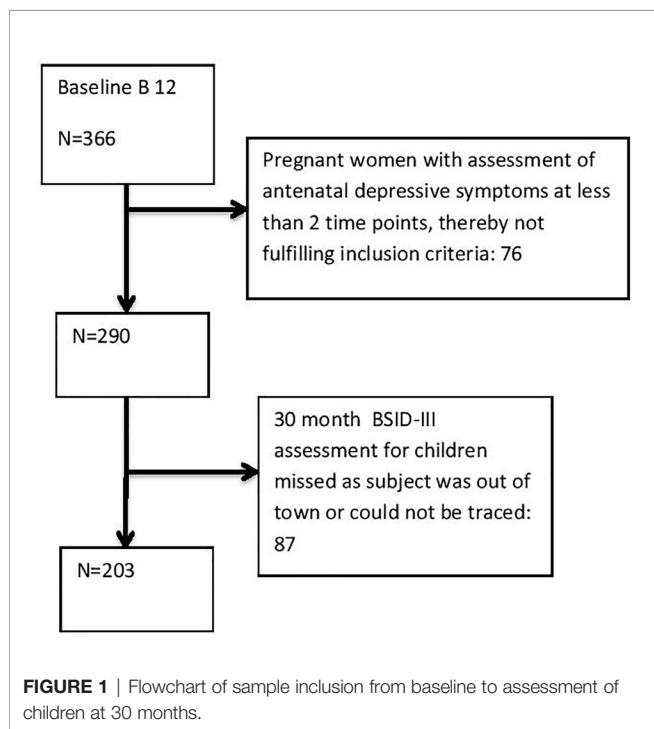 Baseline B 12
N=366
Pregnant women with assessment of
antenatal depressive symptoms at less
than 2 time points, thereby not
fulfilling inclusion criteria: 76
N=290
30 month BSID-III
assessment for children
missed as subject was out of
town or could not be traced:
87
N=203
FIGURE 1 | Flowchart of sample inclusion from baseline to assessment of
children at 30 months.